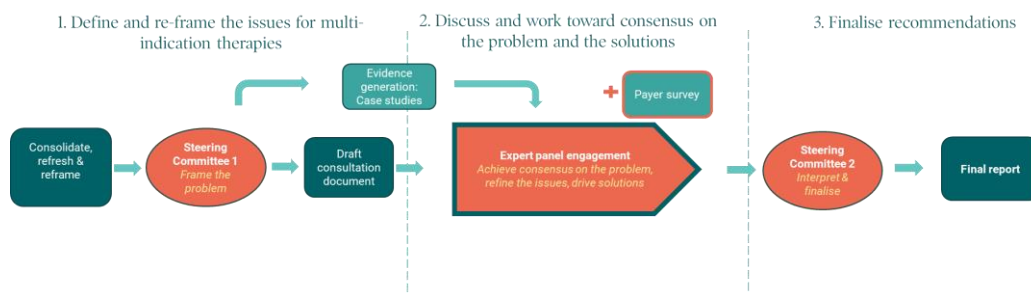 1. Define and re-frame the issues for multi-
indication therapies
2. Discuss and work toward consensus on
the problem and the solutions
3. Finalise recommendations
Evidence
generation:
Case studies
+
Payer survey
Consolidate,
refresh &
reframe
Steering
Committee 1
Frame the
problem
Draft
consultation
document
Expert panel engagement
Achieve consensus on the problem,
refine the issues, drive solutions
Steering
Committee 2
Interpret &
finalise
Final report